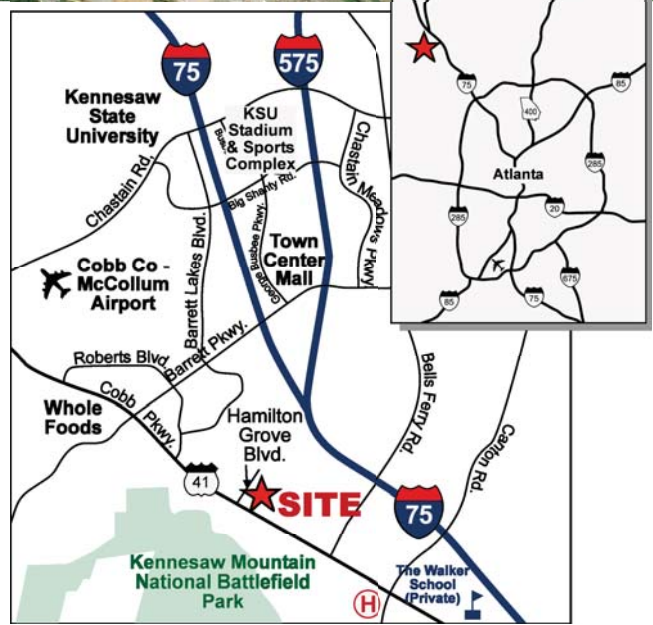 75
575
Kennesaw
State
University
KSU
Stadium
& Sports
Complex
Chastain Rd.
Big Shanty Rd.
Chastain Meadows Pkwy.
Barrett Lakes Blvd.
George Busbee Pkwy.
Town
Center
Mall
Cobb Co -
McCollum
Airport
Barrett Pkwy.
Roberts Blvd.
Cobb Pkwy.
Whole
Foods
Hamilton
Grove
Blvd.
Bells Ferry Rd.
Canton Rd.
41
SITE
75
Kennesaw Mountain
National Battlefield
Park
The Walker
School
(Private)
H
75
85
400
285
Atlanta
20
285
675
85
75